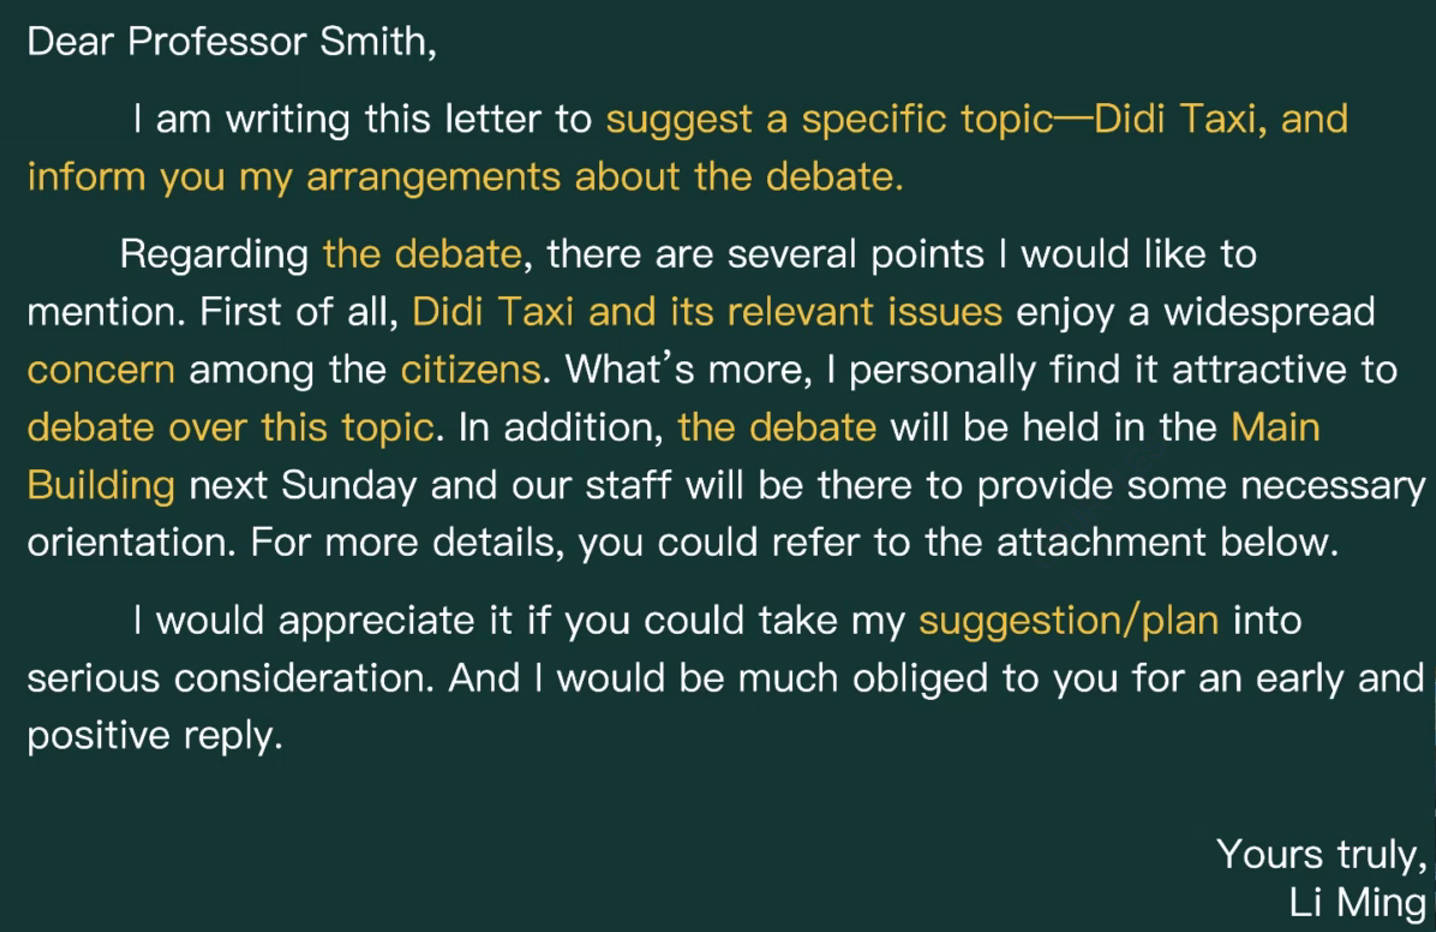 Dear Professor Smith,
I am writing this letter to suggest a specific topic—Didi Taxi, and
inform you my arrangements about the debate.
Regarding the debate, there are several points I would like to
mention. First of all, Didi Taxi and its relevant issues enjoy a widespread
concern among the citizens. What’s more, I personally find it attractive to
debate over this topic. In addition, the debate will be held in the Main
Building next Sunday and our staff will be there to provide some necessary
orientation. For more details, you could refer to the attachment below.
I would appreciate it if you could take my suggestion/plan into
serious consideration. And I would be much obliged to you for an early and
positive reply.
Yours truly,
Li Ming